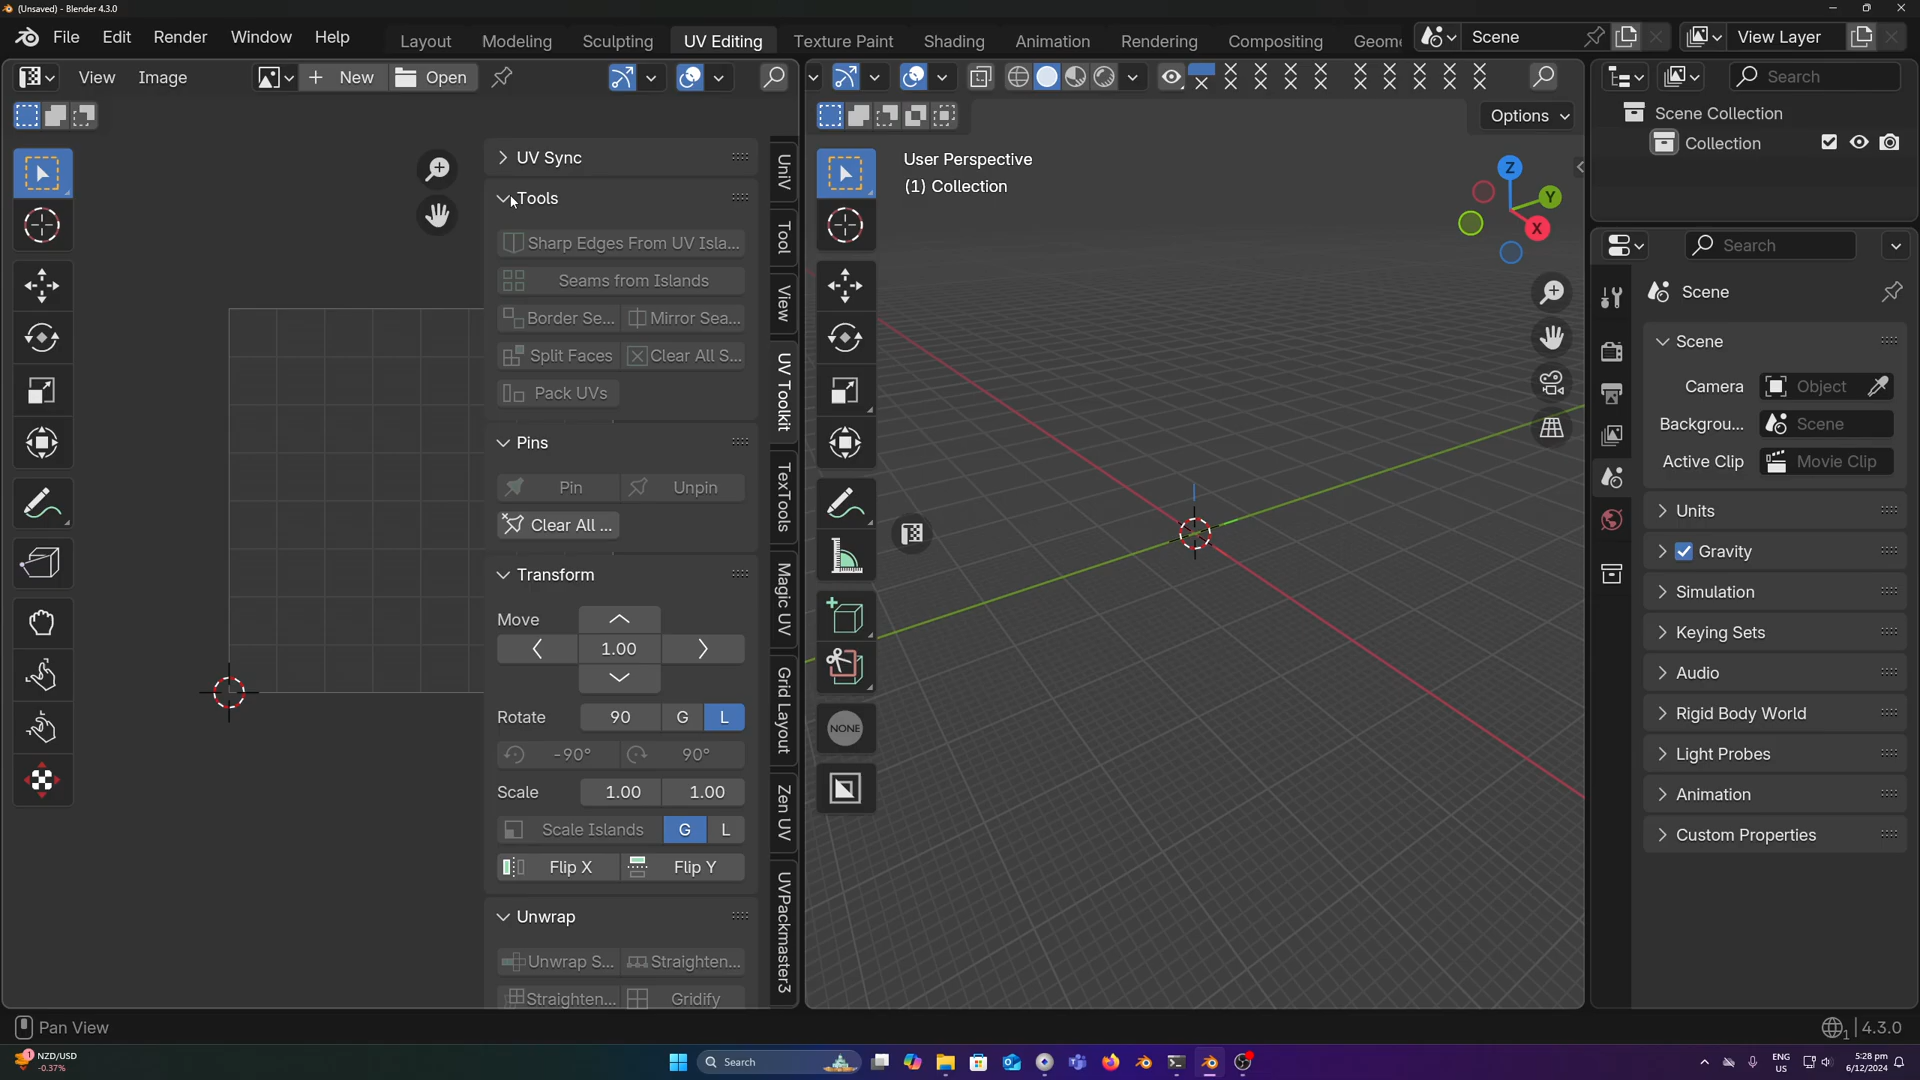 (Unsaved) - Blender 4.3.0
File Edit Render Window Help
Layout Modeling Sculpting UV Editing Texture Paint Shading Animation Rendering Compositing Geome
Scene
View Layer
View Image
New Open
Options
Search
UV Sync
Tools
Sharp Edges From UV Isla...
Seams from Islands
Border Se... Mirror Sea...
Split Faces Clear All S...
Pack UVs
Pins
Pin Unpin
Clear All ...
Transform
Move
1.00
Rotate 90 G L
-90° 90°
Scale 1.00 1.00
Scale Islands G L
Flip X Flip Y
Unwrap
Unwrap S... Straighten...
Straighten... Gridify
UniV
Tool
View
UV Toolkit
TexTools
Magic UV
Grid Layout
Zen UV
UVPackmaster3
User Perspective
(1) Collection
Z
Y
X
NONE
Scene Collection
Collection
Search
Scene
Scene
Camera Object
Backgrou... Scene
Active Clip Movie Clip
Units
Gravity
Simulation
Keying Sets
Audio
Rigid Body World
Light Probes
Animation
Custom Properties
Pan View
1 4.3.0
1
NZD/USD
-0.37%
Search
ENG
US
5:28 pm
6/12/2024